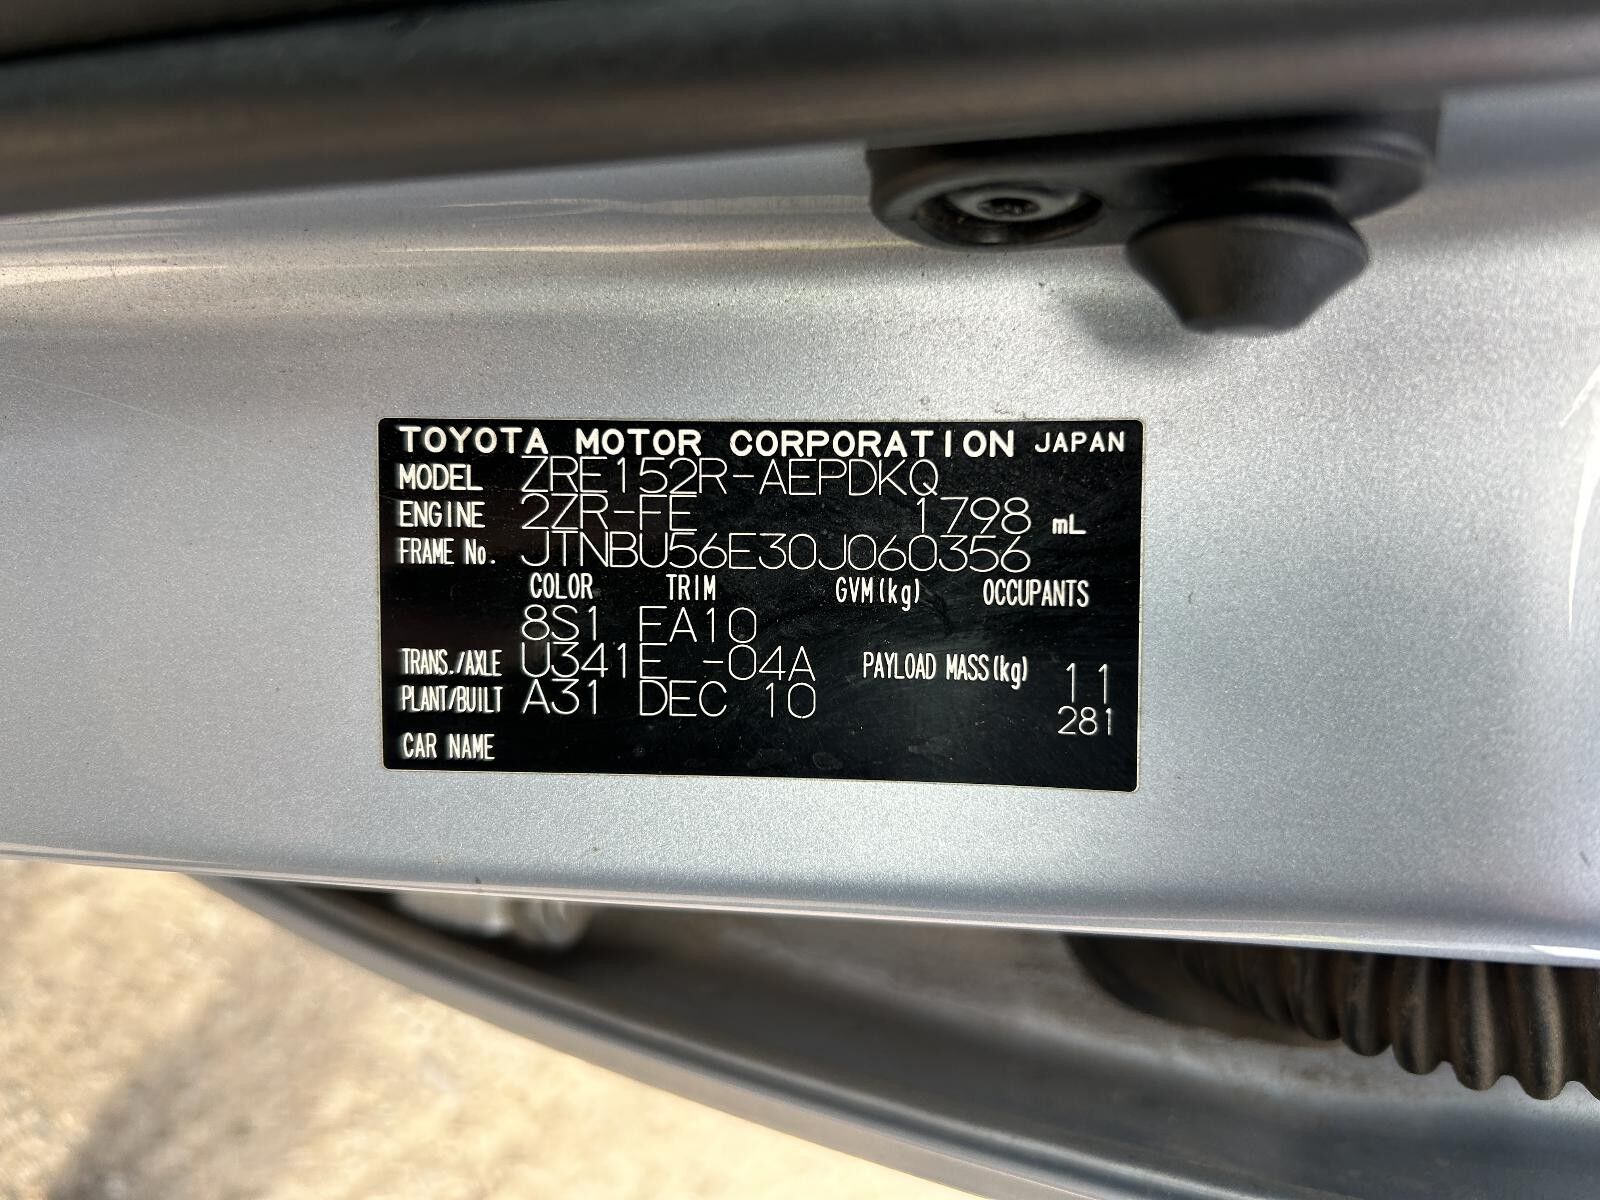 TOYOTA MOTOR CORPORATION JAPAN
MODEL ZRE152R-AEPDKQ
ENGINE 2ZR-FE 1798 mL
FRAME No. JTNBU56E30J060356
COLOR TRIM GVM(kg) OCCUPANTS
8S1 FA10
TRANS./AXLE U341E -04A PAYLOAD MASS(kg) 11
PLANT/BUILT A31 DEC 10 281
CAR NAME